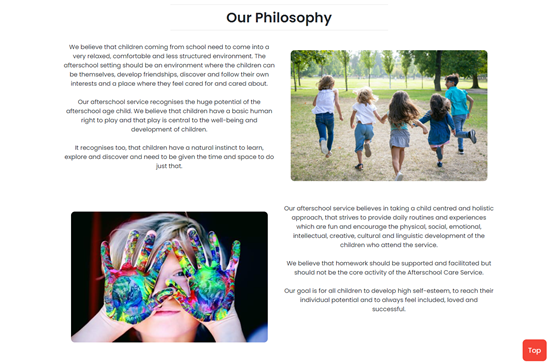 Our Philosophy
We believe that children coming from school need to come into a
very relaxed, comfortable and less structured environment. The
afterschool setting should be an environment where the children can
be themselves, develop friendships, discover and follow their own
interests and a place where they feel cared for and cared about.
Our afterschool service recognises the huge potential of the
afterschool age child. We believe that children have a basic human
right to play and that play is central to the well-being and
development of children.
It recognises too, that children have a natural instinct to learn,
explore and discover and need to be given the time and space to do
just that.
Our afterschool service believes in taking a child centred and holistic
approach, that strives to provide daily routines and experiences
which are fun and encourage the physical, social, emotional,
intellectual, creative, cultural and linguistic development of the
children who attend the service.
We believe that homework should be supported and facilitated but
should not be the core activity of the Afterschool Care Service.
Our goal is for all children to develop high self-esteem, to reach their
individual potential and to always feel included, loved and
successful.
Top